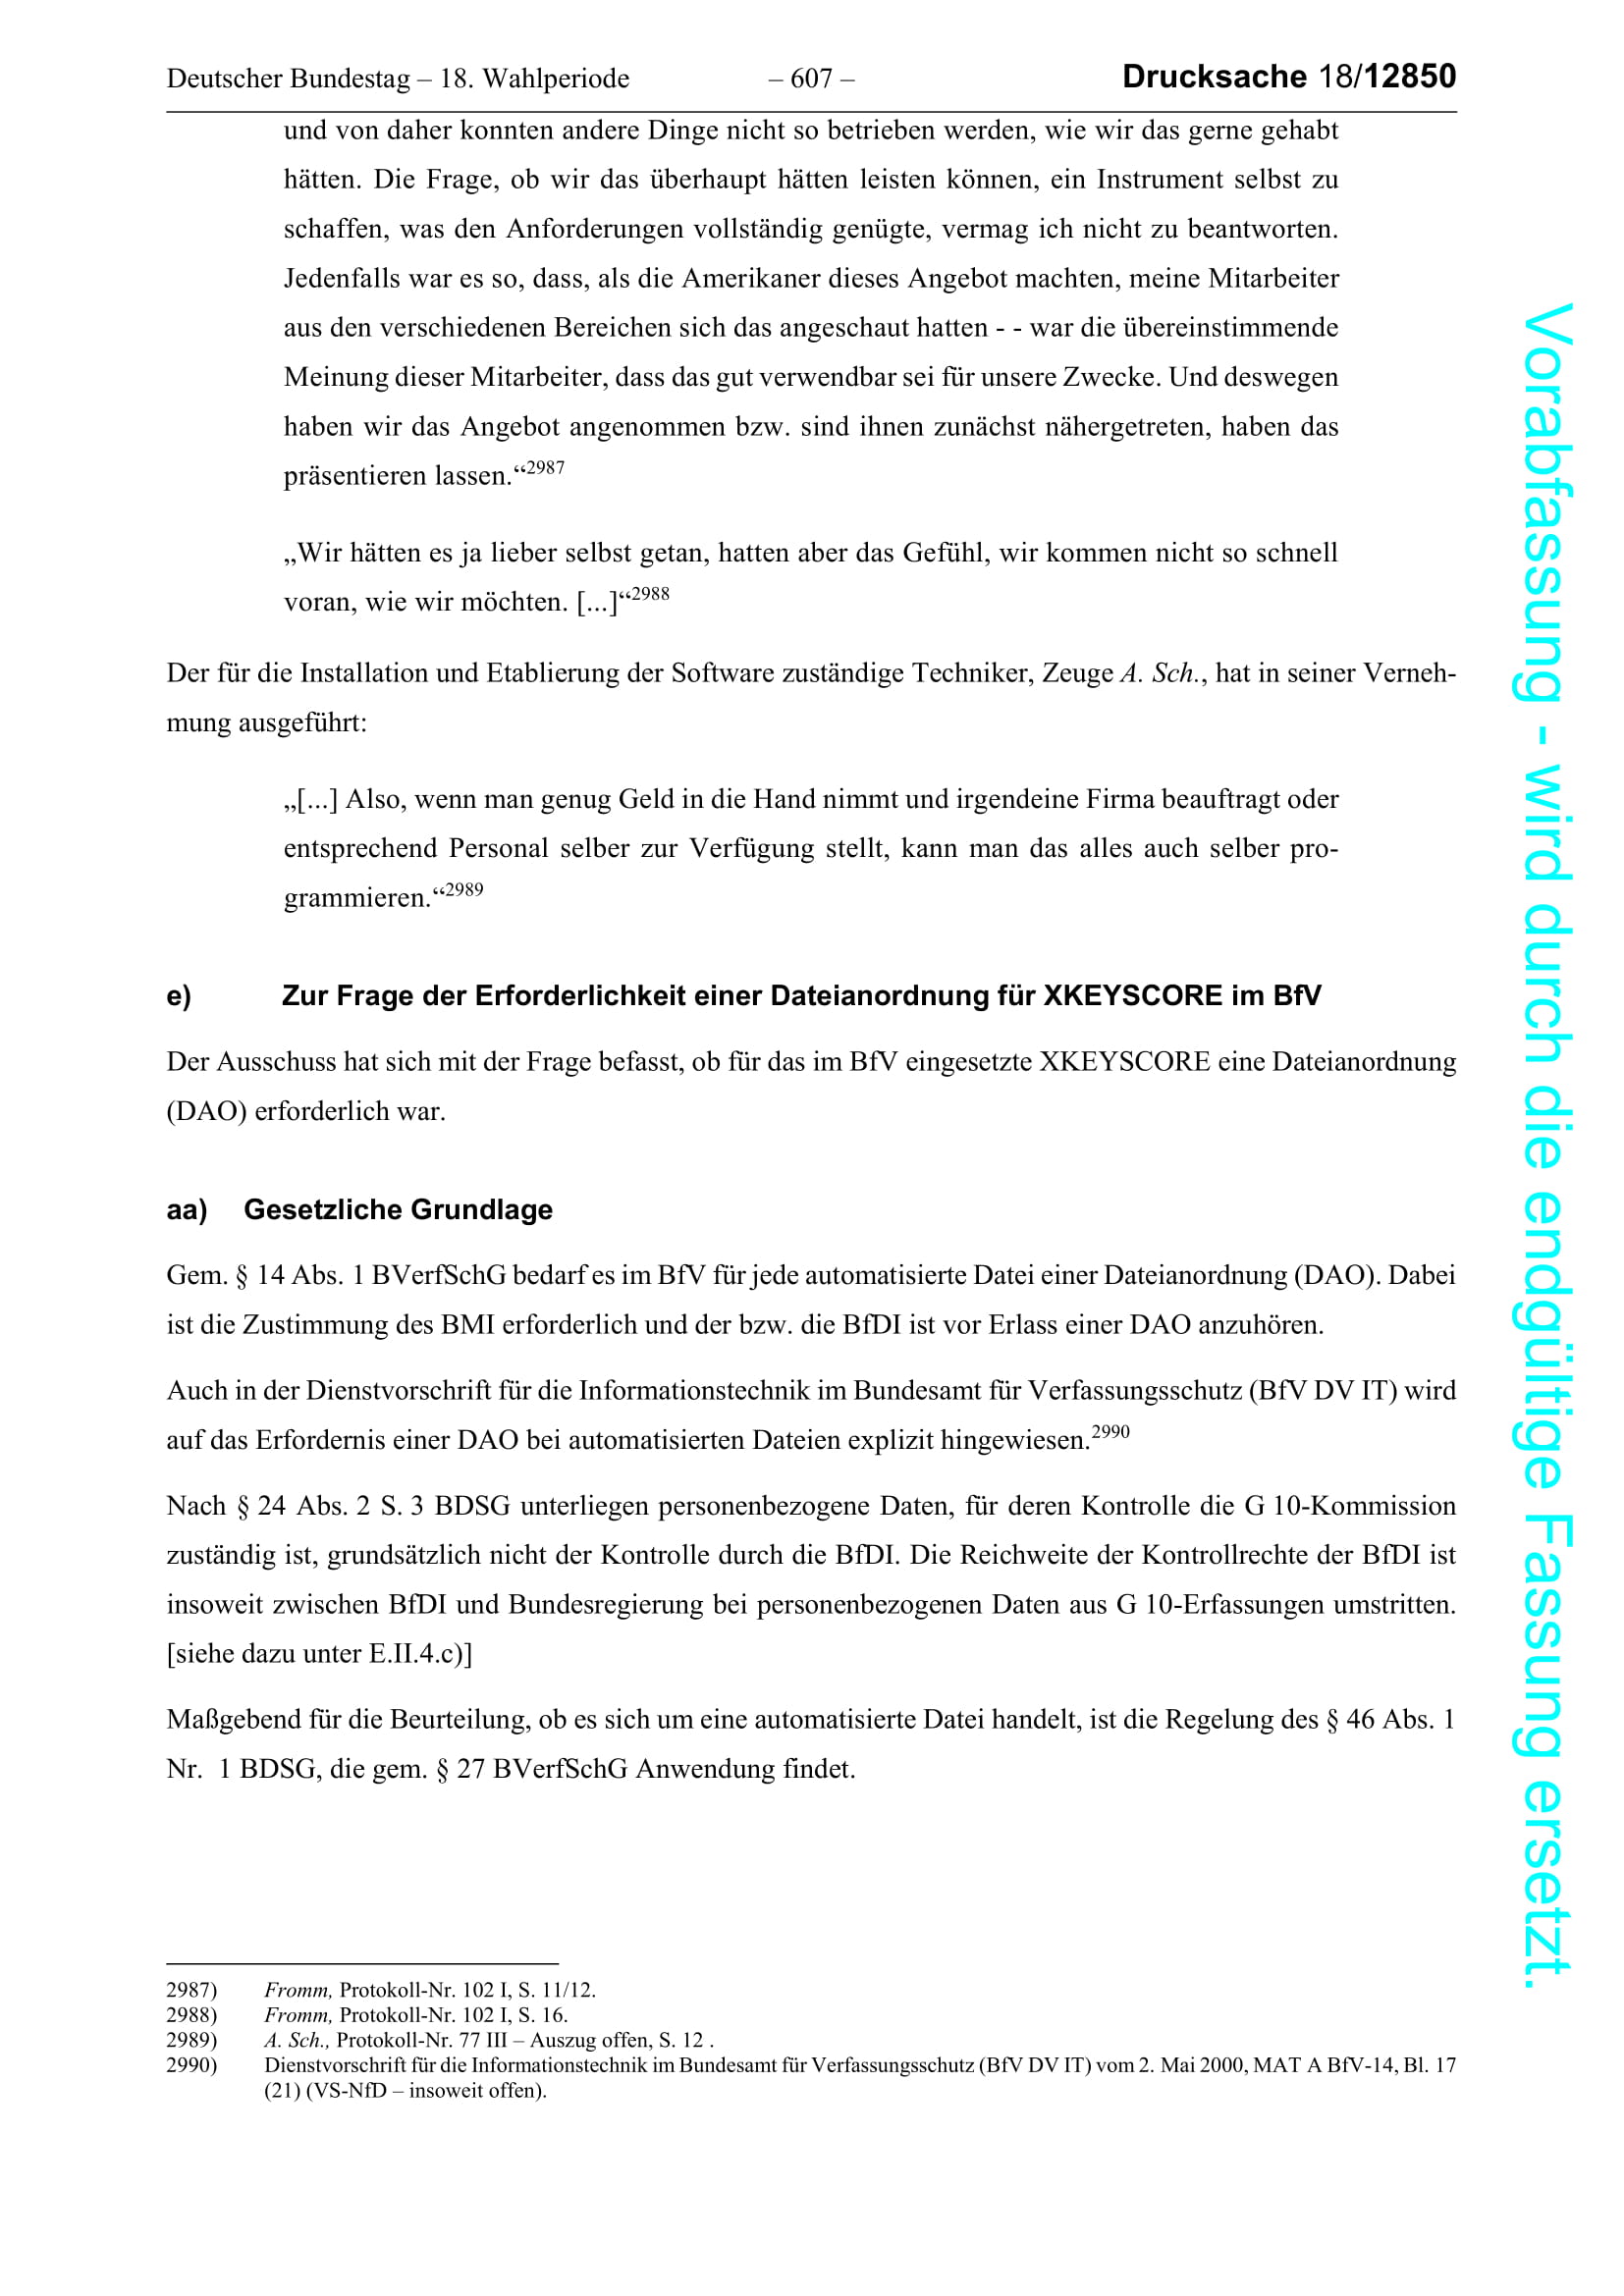 Deutscher Bundestag – 18. Wahlperiode – 607 – Drucksache 18/12850
und von daher konnten andere Dinge nicht so betrieben werden, wie wir das gerne gehabt
hätten. Die Frage, ob wir das überhaupt hätten leisten können, ein Instrument selbst zu
schaffen, was den Anforderungen vollständig genügte, vermag ich nicht zu beantworten.
Jedenfalls war es so, dass, als die Amerikaner dieses Angebot machten, meine Mitarbeiter
aus den verschiedenen Bereichen sich das angeschaut hatten - - war die übereinstimmende
Meinung dieser Mitarbeiter, dass das gut verwendbar sei für unsere Zwecke. Und deswegen
haben wir das Angebot angenommen bzw. sind ihnen zunächst nähergetreten, haben das
präsentieren lassen.“2987
„Wir hätten es ja lieber selbst getan, hatten aber das Gefühl, wir kommen nicht so schnell
voran, wie wir möchten. [...]“2988
Der für die Installation und Etablierung der Software zuständige Techniker, Zeuge A. Sch., hat in seiner Verneh-
mung ausgeführt:
„[...] Also, wenn man genug Geld in die Hand nimmt und irgendeine Firma beauftragt oder
entsprechend Personal selber zur Verfügung stellt, kann man das alles auch selber pro-
grammieren.“2989
e) Zur Frage der Erforderlichkeit einer Dateianordnung für XKEYSCORE im BfV
Der Ausschuss hat sich mit der Frage befasst, ob für das im BfV eingesetzte XKEYSCORE eine Dateianordnung
(DAO) erforderlich war.
aa) Gesetzliche Grundlage
Gem. § 14 Abs. 1 BVerfSchG bedarf es im BfV für jede automatisierte Datei einer Dateianordnung (DAO). Dabei
ist die Zustimmung des BMI erforderlich und der bzw. die BfDI ist vor Erlass einer DAO anzuhören.
Auch in der Dienstvorschrift für die Informationstechnik im Bundesamt für Verfassungsschutz (BfV DV IT) wird
auf das Erfordernis einer DAO bei automatisierten Dateien explizit hingewiesen.2990
Nach § 24 Abs. 2 S. 3 BDSG unterliegen personenbezogene Daten, für deren Kontrolle die G 10-Kommission
zuständig ist, grundsätzlich nicht der Kontrolle durch die BfDI. Die Reichweite der Kontrollrechte der BfDI ist
insoweit zwischen BfDI und Bundesregierung bei personenbezogenen Daten aus G 10-Erfassungen umstritten.
[siehe dazu unter E.II.4.c)]
Maßgebend für die Beurteilung, ob es sich um eine automatisierte Datei handelt, ist die Regelung des § 46 Abs. 1
Nr. 1 BDSG, die gem. § 27 BVerfSchG Anwendung findet.
2987) Fromm, Protokoll-Nr. 102 I, S. 11/12.
2988) Fromm, Protokoll-Nr. 102 I, S. 16.
2989) A. Sch., Protokoll-Nr. 77 III – Auszug offen, S. 12 .
2990) Dienstvorschrift für die Informationstechnik im Bundesamt für Verfassungsschutz (BfV DV IT) vom 2. Mai 2000, MAT A BfV-14, Bl. 17
(21) (VS-NfD – insoweit offen).
Vorabfassung - wird durch die endgültige Fassung ersetzt.